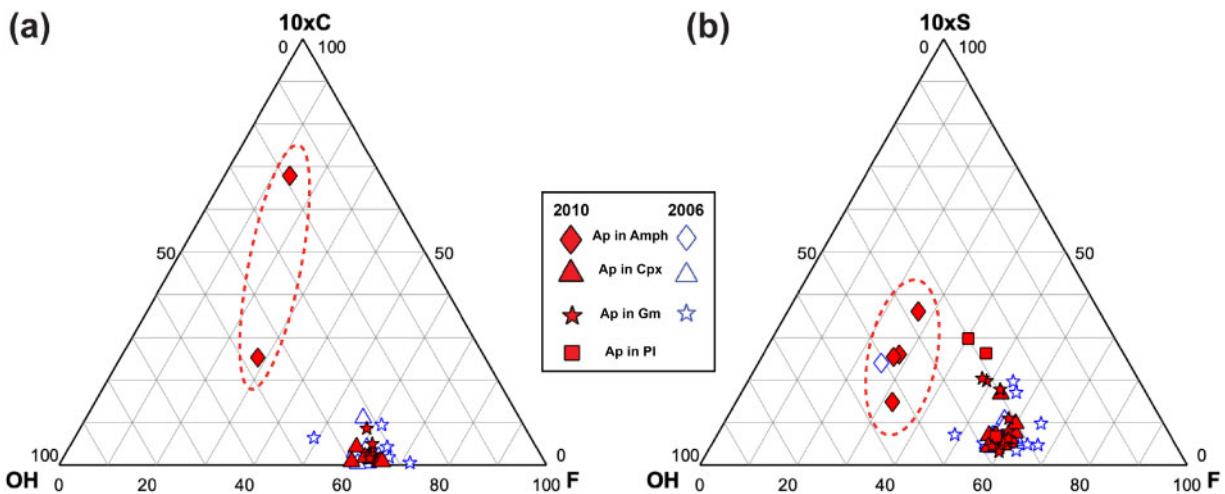 (a)
10xC
0 100
50 50
100 0
OH F
0 20 40 60 80 100
2010 2006
Ap in Amph
Ap in Cpx
Ap in Gm
Ap in Pl
(b)
10xS
0 100
50 50
100 0
OH F
0 20 40 60 80 100